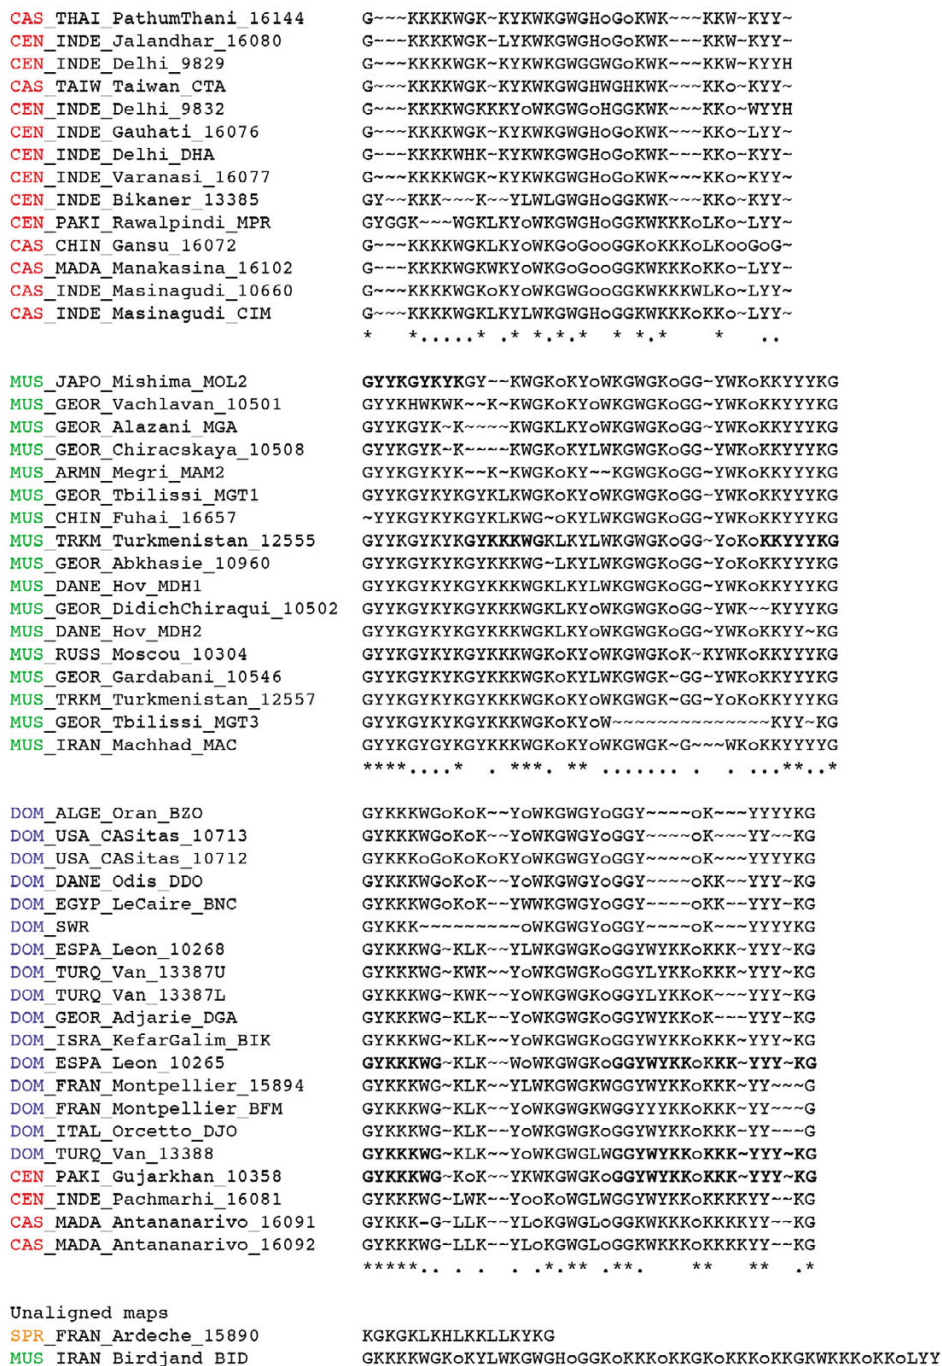 CAS_THAI_PathumThani_16144 G~~~KKKKWGK~KYKWKGWGHoGoKWK~~~KKW~KYY~
CEN_INDE_Jalandhar_16080 G~~~KKKKWGK~LYKWKGWGHoGoKWK~~~KKW~KYY~
CEN_INDE_Delhi_9829 G~~~KKKKWGK~KYKWKGWGGWGoKWK~~~KKo~KYYH
CAS_TAIW_Taiwan_CTA G~~~KKKKWGK~KYKWKGWGHWGHKWK~~~KKo~KYY~
CEN_INDE_Delhi_9832 G~~~KKKKWGKKKYoWKGWGoHGGKWK~~~KKo~WYYH
CEN_INDE_Gauhati_16076 G~~~KKKKWGK~KYKWKGWGHoGoKWK~~~KKo~LYY~
CEN_INDE_Delhi_DHA G~~~KKKKWHK~KYKWKGWGHoGoKWK~~~KKo~KYY~
CEN_INDE_Varanasi_16077 G~~~KKKKWGK~KYKWKGWGHoGoKWK~~~KKo~KYY~
CEN_INDE_Bikaner_13385 GY~~KKK~~~K~~YLWLGWGHoGGKWK~~~KKo~KYY~
CEN_PAKI_Rawalpindi_MPR GYGGK~~~WGKLKYoWKGWGHoGGKWKKKoLKo~LYY~
CAS_CHIN_Gansu_16072 G~~~KKKKWGKLKYoWKGoGooGGKoKKKoLKooGoG~
CAS_MADA_Manakasina_16102 G~~~KKKKWGKWKYoWKGoGooGGKWKKKoKKo~LYY~
CAS_INDE_Masinagudi_10660 G~~~KKKKWGKoKYoWKGWGooGGKWKKKWLKo~LYY~
CAS_INDE_Masinagudi_CIM G~~~KKKKWGKLKYLWKGWGHoGGKWKKKoKKo~LYY~
* *.....* .* *.*.* * *.* * ..
MUS_JAPO_Mishima_MOL2 GYYKGYKYKGY~~KWGKoKYoWKGWGKoGG~YWKoKKYYYKG
MUS_GEOR_Vachlavan_10501 GYYKHWKWK~~K~KWGKoKYoWKGWGKoGG~YWKoKKYYYKG
MUS_GEOR_Alazani_MGA GYYKGYK~K~~~~KWGKLKYoWKGWGKoGG~YWKoKKYYYKG
MUS_GEOR_Chiracskaya_10508 GYYKGYK~K~~~~KWGKoKYLWKGWGKoGG~YWKoKKYYYKG
MUS_ARMN_Megri_MAM2 GYYKGYKYK~~K~KWGKoKY~~KGWGKoGG~YWKoKKYYYKG
MUS_GEOR_Tbilissi_MGT1 GYYKGYKYKGYKLKWGKoKYoWKGWGKoGG~YWKoKKYYYKG
MUS_CHIN_Fuhai_16657 ~YYKGYKYKGYKLKWG~oKYLWKGWGKoGG~YWKoKKYYYKG
MUS_TRKM_Turkmenistan_12555 GYYKGYKYKGYKKKWGKLKYLWKGWGKoGG~YoKoKKYYYKG
MUS_GEOR_Abkhasie_10960 GYYKGYKYKGYKKKWG~LKYLWKGWGKoGG~YoKoKKYYYKG
MUS_DANE_Hov_MDH1 GYYKGYKYKGYKKKWGKLKYLWKGWGKoGG~YWKoKKYYYKG
MUS_GEOR_DidichChiraqui_10502 GYYKGYKYKGYKKKWGKLKYoWKGWGKoGG~YWK~~KYYYKG
MUS_DANE_Hov_MDH2 GYYKGYKYKGYKKKWGKLKYoWKGWGKoGG~YWKoKKYY~KG
MUS_RUSS_Moscou_10304 GYYKGYKYKGYKKKWGKoKYoWKGWGKoK~KYWKoKKYYYKG
MUS_GEOR_Gardabani_10546 GYYKGYKYKGYKKKWGKoKYLWKGWGK~GG~YWKoKKYYYKG
MUS_TRKM_Turkmenistan_12557 GYYKGYKYKGYKKKWGKoKYoWKGWGK~GG~YoKoKKYYYKG
MUS_GEOR_Tbilissi_MGT3 GYYKGYKYKGYKKKWGKoKYoW~~~~~~~~~~~~~~KYY~KG
MUS_IRAN_Machhad_MAC GYYKGYGYKGYKKKWGKoKYoWKGWGK~G~~~WKoKKYYYYG
****....* . ***. ** ....... . . ...**..*
DOM_ALGE_Oran_BZO GYKKKWGoKoK~~YoWKGWGYoGGY~~~~oK~~~YYYYKG
DOM_USA_CASitas_10713 GYKKKWGoKoK~~YoWKGWGYoGGY~~~~oK~~~YY~~KG
DOM_USA_CASitas_10712 GYKKKoGoKoKoKYoWKGWGYoGGY~~~~oK~~~YYYYKG
DOM_DANE_Odis_DDO GYKKKWGoKoK~~YoWKGWGYoGGY~~~~oKK~~YYY~KG
DOM_EGYP_LeCaire_BNC GYKKKWGoKoK~~YWWKGWGYoGGY~~~~oKK~~YYY~KG
DOM_SWR GYKKK~~~~~~~~~oWKGWGYoGGY~~~~oK~~~YYY~KG
DOM_ESPA_Leon_10268 GYKKKWG~KLK~~YLWKGWGKoGGYWYKKoKKK~YYY~KG
DOM_TURQ_Van_13387U GYKKKWG~KWK~~YoWKGWGKoGGYLYKKoKKK~YYY~KG
DOM_TURQ_Van_13387L GYKKKWG~KWK~~YoWKGWGKoGGYLYKKoK~~~YYY~KG
DOM_GEOR_Adjarie_DGA GYKKKWG~KLK~~YoWKGWGKoGGYWYKKoK~~~YYY~KG
DOM_ISRA_KefarGalim_BIK GYKKKWG~KLK~~YoWKGWGKoGGYWYKKoKKK~YYY~KG
DOM_ESPA_Leon_10265 GYKKKWG~KLK~~WoWKGWGKoGGYWYKKoKKK~YYY~KG
DOM_FRAN_Montpellier_15894 GYKKKWG~KLK~~YLWKGWGKWGGYWYKKoKKK~YY~~~G
DOM_FRAN_Montpellier_BFM GYKKKWG~KLK~~YoWKGWGKWGGYYYKKoKKK~YY~~~G
DOM_ITAL_Orcetto_DJO GYKKKWG~KLK~~YoWKGWGKoGGYWYKKoKKK~YY~~~G
DOM_TURQ_Van_13388 GYKKKWG~KLK~~YoWKGWGLWGGYWYKKoKKK~YYY~KG
CEN_PAKI_Gujarkhan_10358 GYKKKWG~KoK~~YKWKGWGKoGGYWYKKoKKK~YYY~KG
CEN_INDE_Pachmarhi_16081 GYKKKWG~LWK~~YooKoWGLWGGYWYKKoKKKKYY~~KG
CAS_MADA_Antananarivo_16091 GYKKK-G~LLK~~YLoKGWGLoGGKWKKKoKKKKYY~~KG
CAS_MADA_Antananarivo_16092 GYKKKWG~LLK~~YLoKGWGLoGGKWKKKoKKKKYY~~KG
*****.. . . . .*.** .**. ** ** .*
Unaligned maps
SPR_FRAN_Ardeche_15890 KGKGKLKHLKKLLKYKG
MUS_IRAN_Birdjand_BID GKKKKWGKoKYLWKGWGHoGGKoKKKoKKGKoKKKoKKGKWKKKoKKoLYY